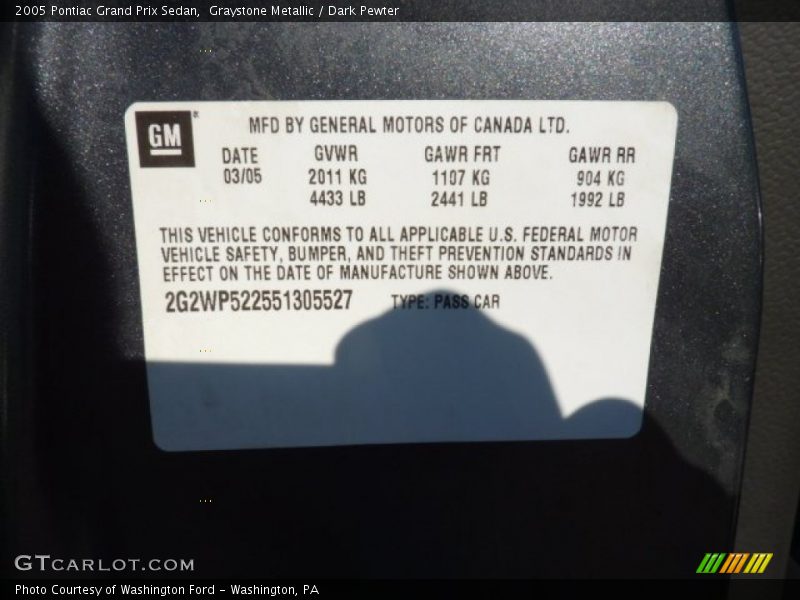 2005 Pontiac Grand Prix Sedan, Graystone Metallic / Dark Pewter
GM®
MFD BY GENERAL MOTORS OF CANADA LTD.
DATE GVWR GAWR FRT GAWR RR
03/05 2011 KG 1107 KG 904 KG
4433 LB 2441 LB 1992 LB
THIS VEHICLE CONFORMS TO ALL APPLICABLE U.S. FEDERAL MOTOR
VEHICLE SAFETY, BUMPER, AND THEFT PREVENTION STANDARDS IN
EFFECT ON THE DATE OF MANUFACTURE SHOWN ABOVE.
2G2WP522551305527 TYPE: PASS CAR
GTCARLOT.COM
Photo Courtesy of Washington Ford - Washington, PA